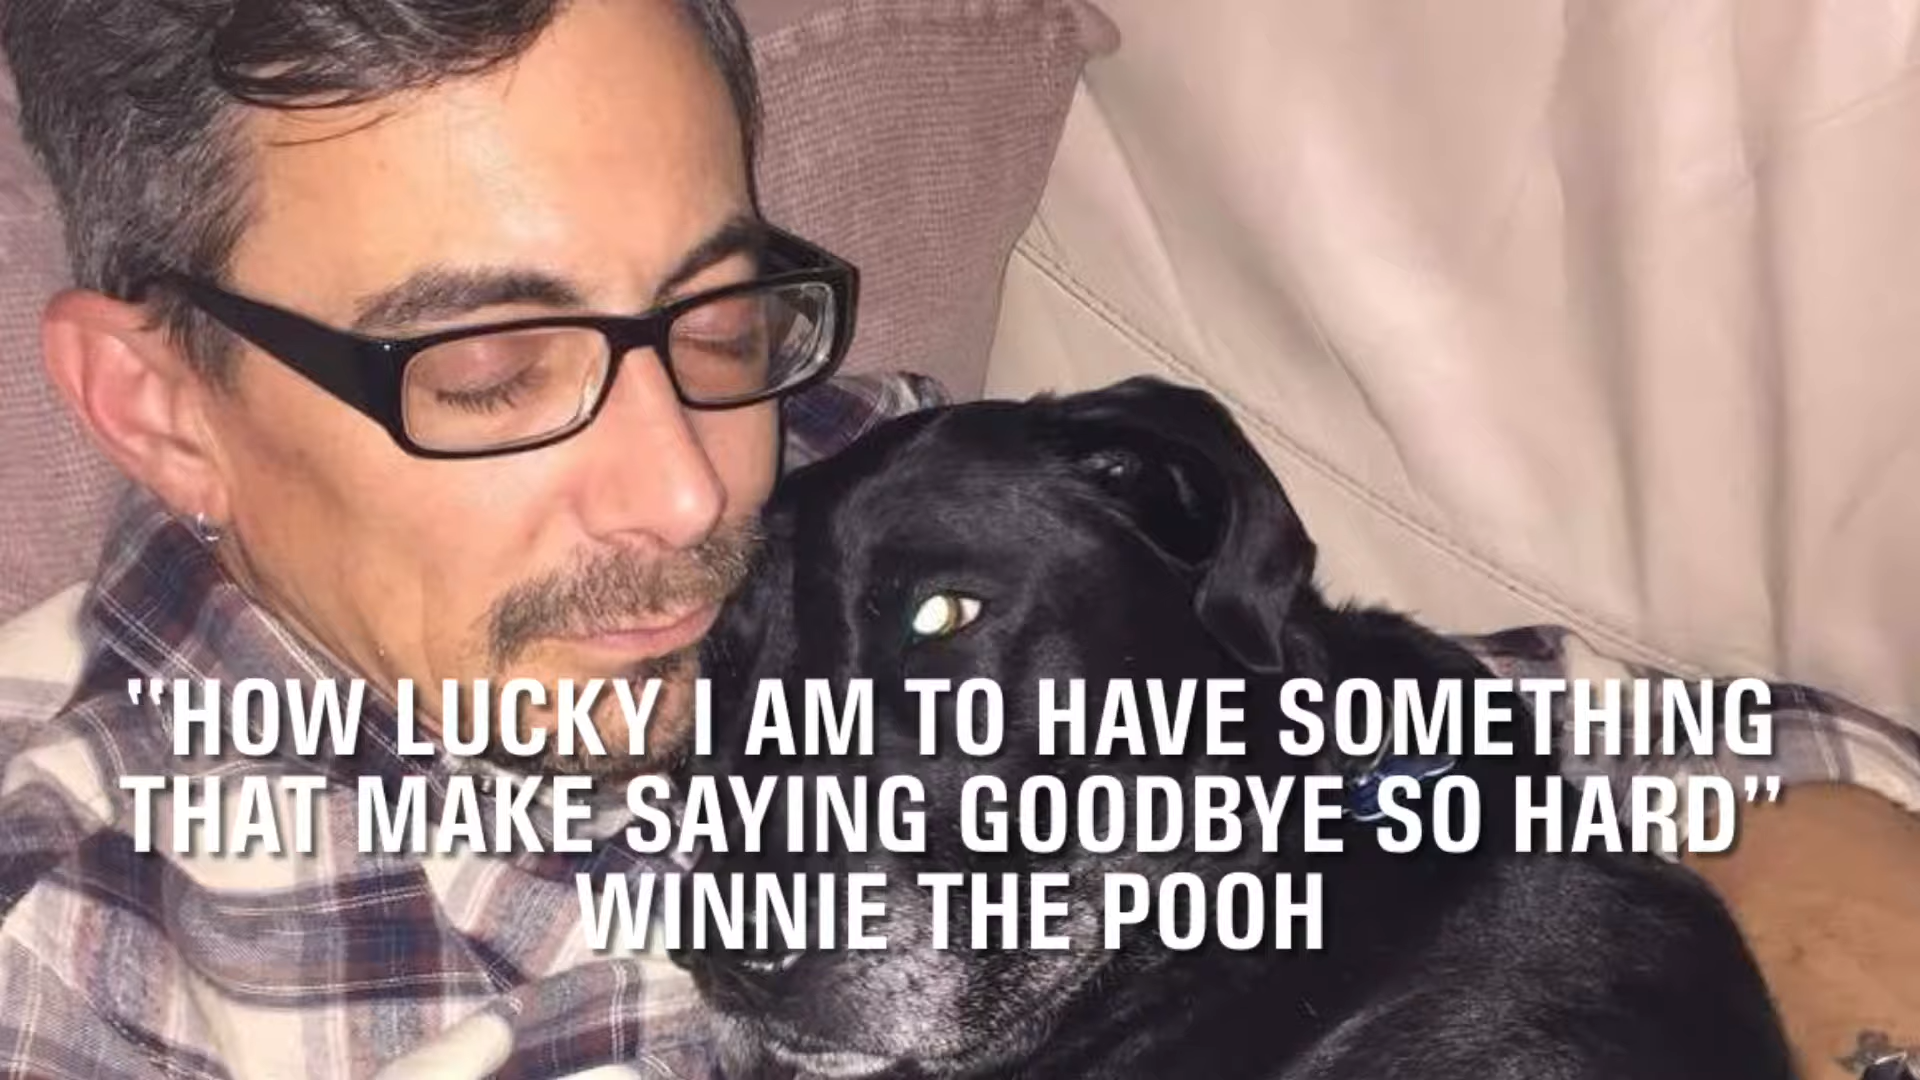 "HOW LUCKY I AM TO HAVE SOMETHING
THAT MAKE SAYING GOODBYE SO HARD"
WINNIE THE POOH